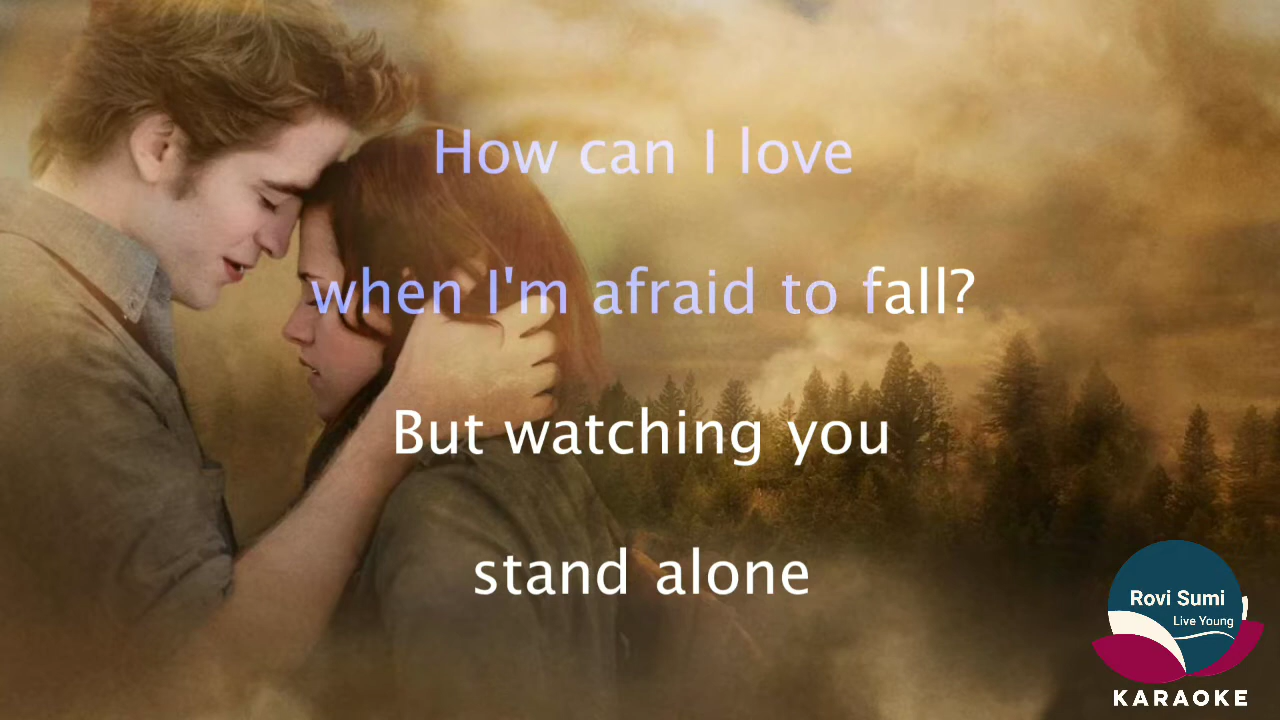 How can I love
when I'm afraid to fall?
But watching you
stand alone
Rovi Sumi
Live Young
KARAOKE